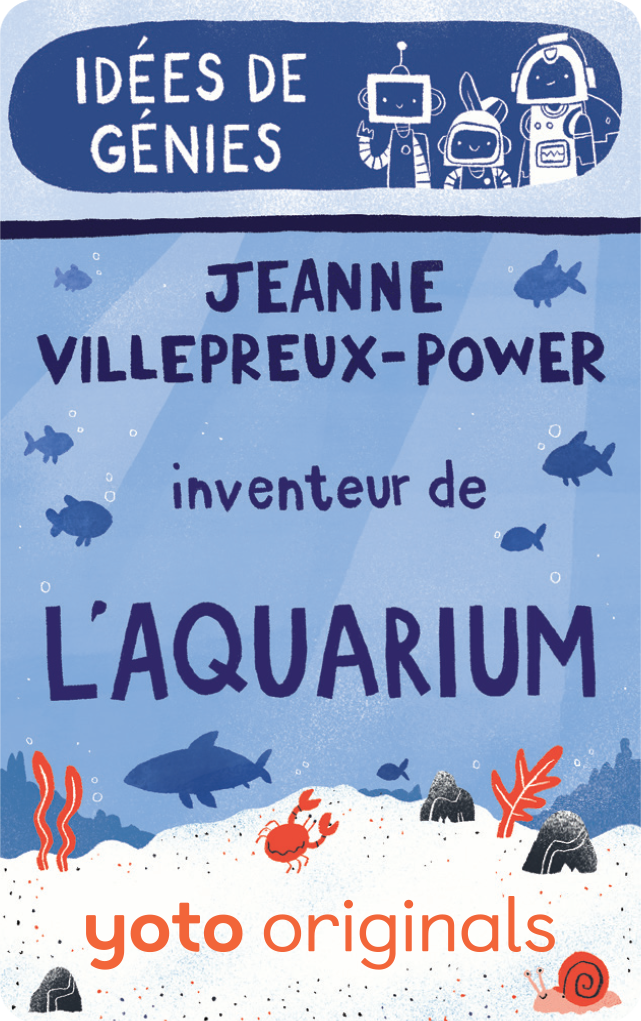 IDÉES DE
GÉNIES
JEANNE
VILLEPREUX-POWER
inventeur de
L'AQUARIUM
yoto originals